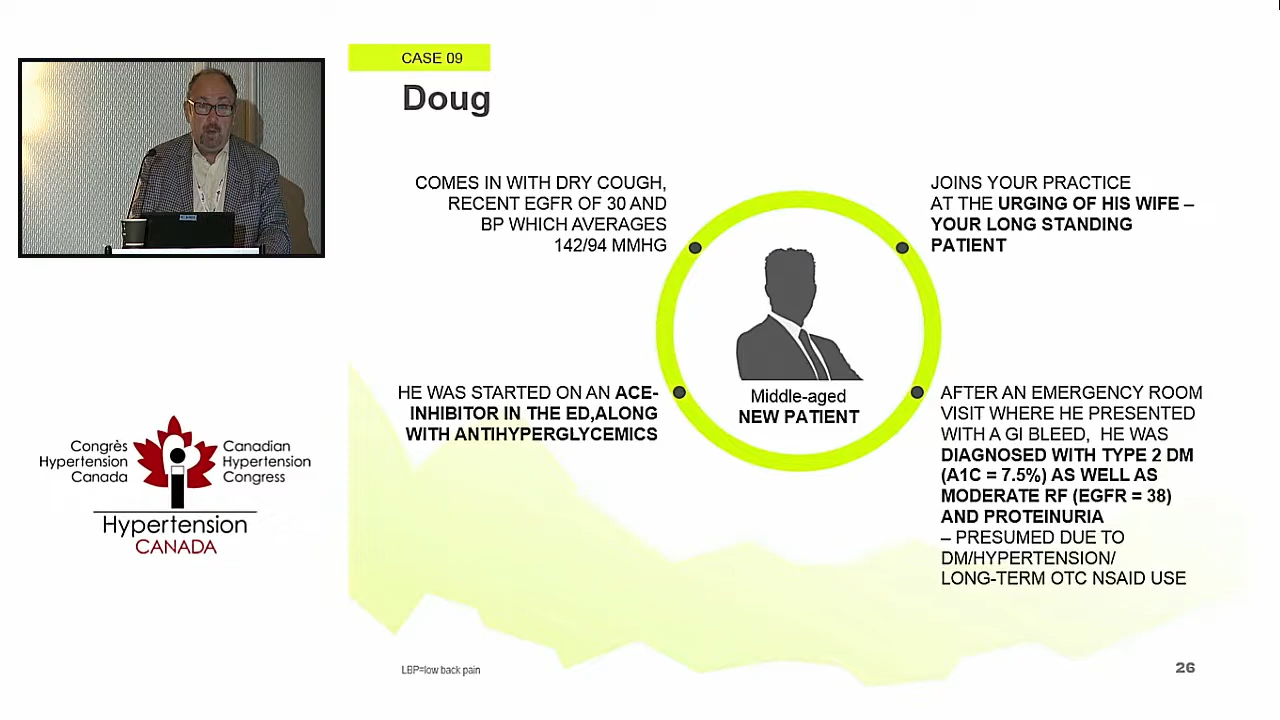 CASE 09
Doug
COMES IN WITH DRY COUGH,
RECENT EGFR OF 30 AND
BP WHICH AVERAGES
142/94 MMHG
JOINS YOUR PRACTICE
AT THE URGING OF HIS WIFE –
YOUR LONG STANDING
PATIENT
HE WAS STARTED ON AN ACE-
INHIBITOR IN THE ED,ALONG
WITH ANTIHYPERGLYCEMICS
Middle-aged
NEW PATIENT
AFTER AN EMERGENCY ROOM
VISIT WHERE HE PRESENTED
WITH A GI BLEED, HE WAS
DIAGNOSED WITH TYPE 2 DM
(A1C = 7.5%) AS WELL AS
MODERATE RF (EGFR = 38)
AND PROTEINURIA
– PRESUMED DUE TO
DM/HYPERTENSION/
LONG-TERM OTC NSAID USE
Congrès
Hypertension
Canada
Canadian
Hypertension
Congress
Hypertension
CANADA
LBP=low back pain
26